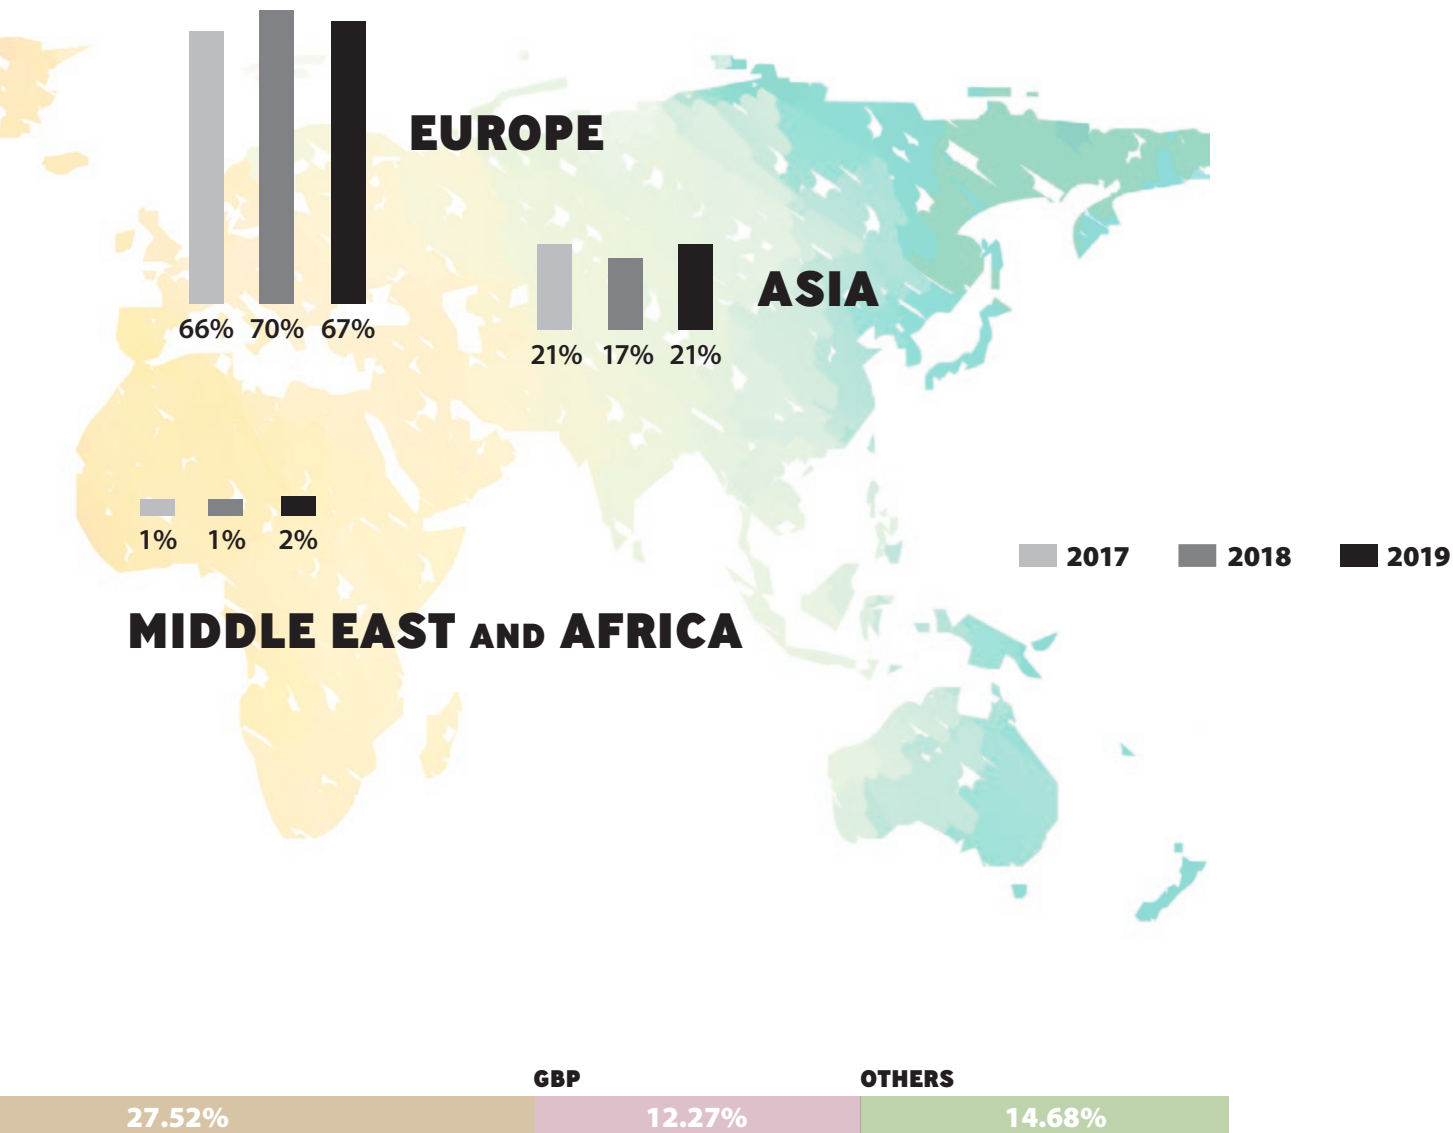 EUROPE
66% 70% 67%
ASIA
21% 17% 21%
1% 1% 2%
2017 2018 2019
MIDDLE EAST AND AFRICA
GBP OTHERS
27.52% 12.27% 14.68%